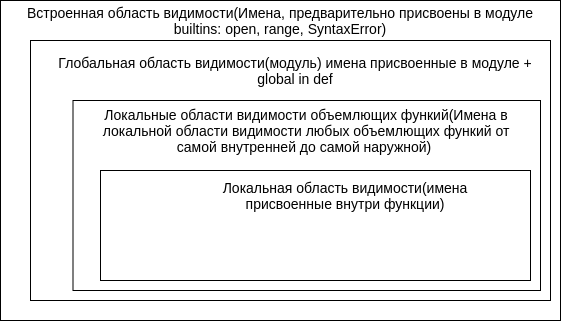 Встроенная область видимости(Имена, предварительно присвоены в модуле
builtins: open, range, SyntaxError)
Глобальная область видимости(модуль) имена присвоенные в модуле +
global in def
Локальные области видимости объемлющих функий(Имена в
локальной области видимости любых объемлющих функий от
самой внутренней до самой наружной)
Локальная область видимости(имена
присвоенные внутри функции)